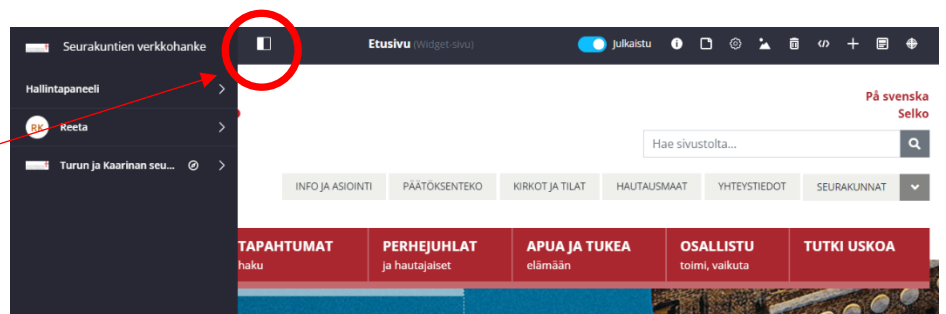 Seurakuntien verkkohanke
Etusivu (Widget-sivu)
Julkaistu
Hallintapaneeli
RK Reeta
Turun ja Kaarinan seu...
På svenska
Selko
Hae sivustolta...
INFO JA ASIOINTI PÄÄTÖKSENTEKO KIRKOT JA TILAT HAUTAUSMAAT YHTEYSTIEDOT SEURAKUNNAT
TAPAHTUMAT PERHEJUHLAT APUA JA TUKEA OSALLISTU TUTKI USKOA
haku ja hautajaiset elämään toimi, vaikuta